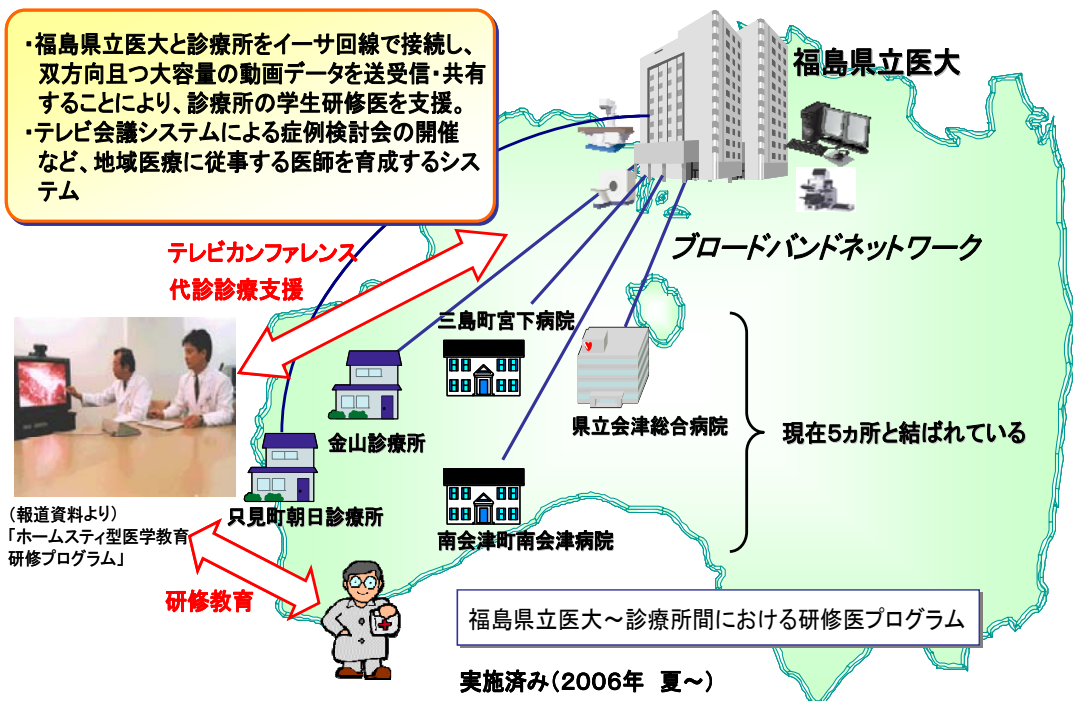 ・福島県立医大と診療所をイーサ回線で接続し、
双方向且つ大容量の動画データを送受信・共有
することにより、診療所の学生研修医を支援。
・テレビ会議システムによる症例検討会の開催
など、地域医療に従事する医師を育成するシス
テム
福島県立医大
テレビカンファレンス
代診診療支援
ブロードバンドネットワーク
三島町宮下病院
金山診療所
県立会津総合病院
現在5ヵ所と結ばれている
只見町朝日診療所
南会津町南会津病院
（報道資料より）
「ホームスティ型医学教育
研修プログラム」
研修教育
福島県立医大～診療所間における研修医プログラム
実施済み（2006年　夏～）